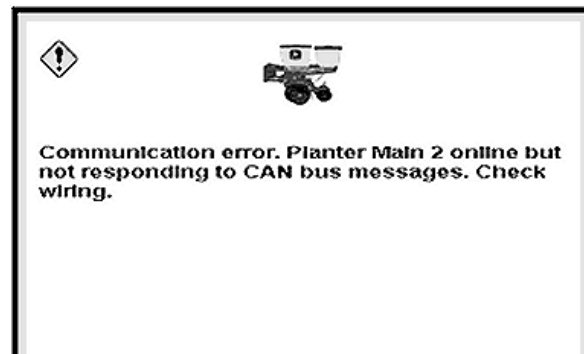 Communication error. Planter Main 2 online but
not responding to CAN bus messages. Check
wiring.